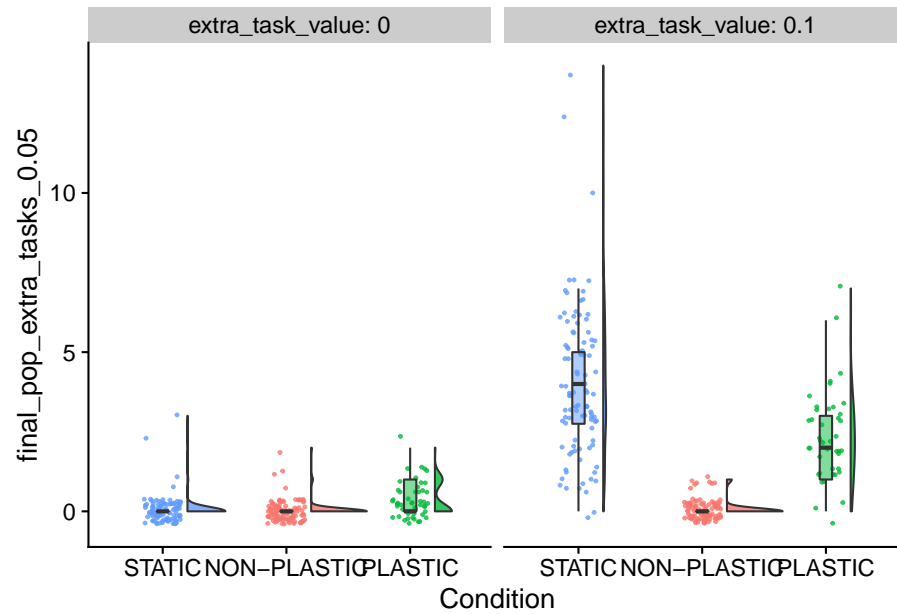 extra_task_value: 0
extra_task_value: 0.1
final_pop_extra_tasks_0.05
10
5
0
STATIC NON−PLASTIC PLASTIC
STATIC NON−PLASTIC PLASTIC
Condition